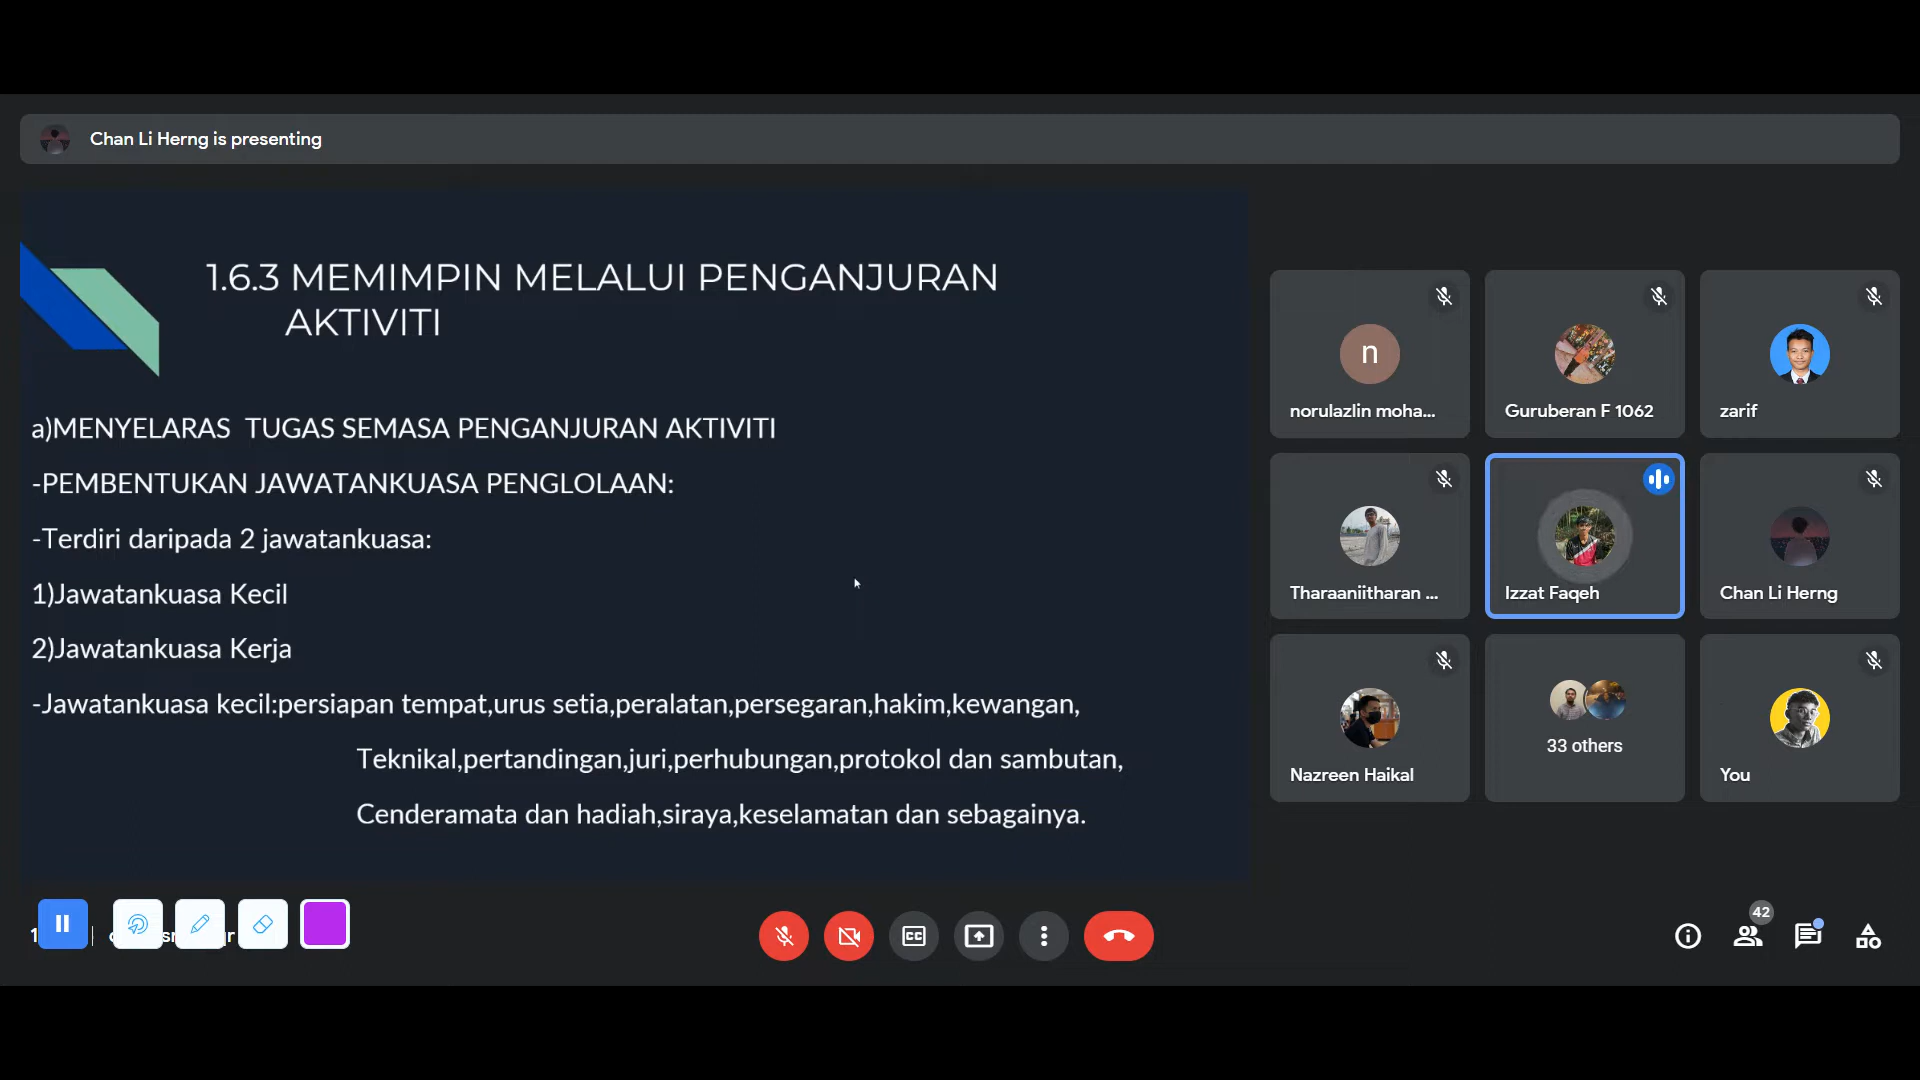 Chan Li Herng is presenting
1.6.3 MEMIMPIN MELALUI PENGANJURAN
AKTIVITI
a)MENYELARAS TUGAS SEMASA PENGANJURAN AKTIVITI
-PEMBENTUKAN JAWATANKUASA PENGLOLAAN:
-Terdiri daripada 2 jawatankuasa:
1)Jawatankuasa Kecil
2)Jawatankuasa Kerja
-Jawatankuasa kecil:persiapan tempat,urus setia,peralatan,persegaran,hakim,kewangan,
Teknikal,pertandingan,juri,perhubungan,protokol dan sambutan,
Cenderamata dan hadiah,siraya,keselamatan dan sebagainya.
n
norulazlin moha...
Guruberan F 1062
zarif
Tharaaniitharan ...
Izzat Faqeh
Chan Li Herng
Nazreen Haikal
33 others
You
CC
42